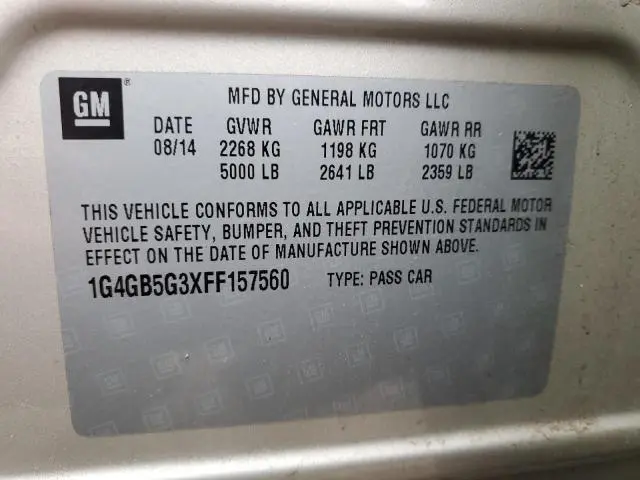 GM ®
MFD BY GENERAL MOTORS LLC
DATE GVWR GAWR FRT GAWR RR
08/14 2268 KG 1198 KG 1070 KG
5000 LB 2641 LB 2359 LB
THIS VEHICLE CONFORMS TO ALL APPLICABLE U.S. FEDERAL MOTOR
VEHICLE SAFETY, BUMPER, AND THEFT PREVENTION STANDARDS IN
EFFECT ON THE DATE OF MANUFACTURE SHOWN ABOVE.
1G4GB5G3XFF157560 TYPE: PASS CAR